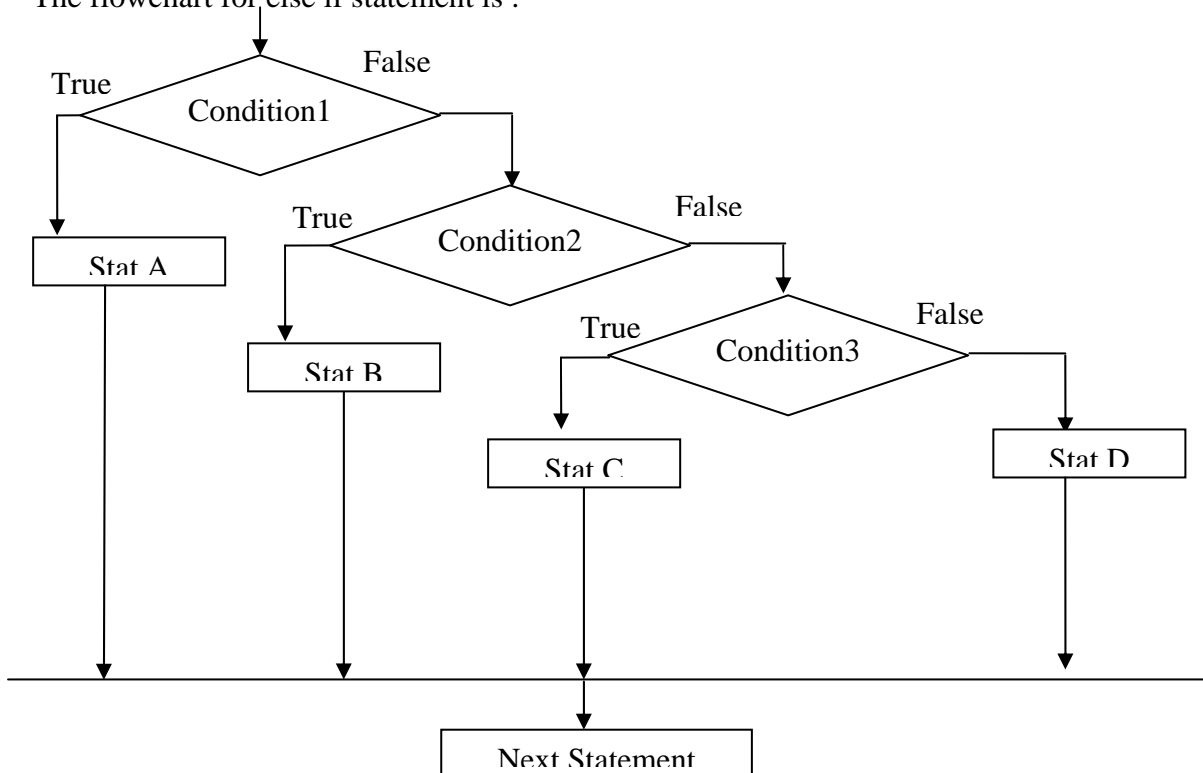 The flowchart for else if statement is :
True
False
Condition1
True
False
Condition2
Stat A
True
False
Condition3
Stat B
Stat C
Stat D
Next Statement